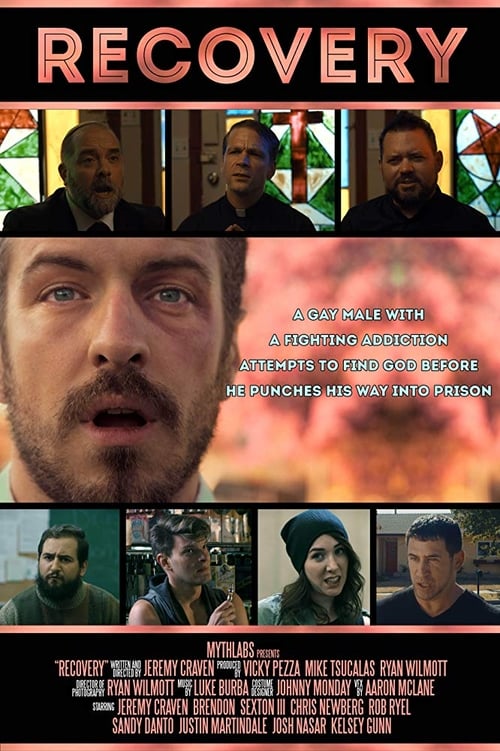 RECOVERY
A GAY MALE WITH
A FIGHTING ADDICTION
ATTEMPTS TO FIND GOD BEFORE
HE PUNCHES HIS WAY INTO PRISON
MYTHLABS PRESENTS
"RECOVERY" WRITTEN AND DIRECTED BY JEREMY CRAVEN PRODUCED BY VICKY PEZZA MIKE TSUCALAS RYAN WILMOTT
DIRECTOR OF PHOTOGRAPHY RYAN WILMOTT MUSIC BY LUKE BURBA COSTUME DESIGNER JOHNNY MONDAY VFX BY AARON MCLANE
STARRING JEREMY CRAVEN BRENDON SEXTON III CHRIS NEWBERG ROB RYEL
SANDY DANTO JUSTIN MARTINDALE JOSH NASAR KELSEY GUNN